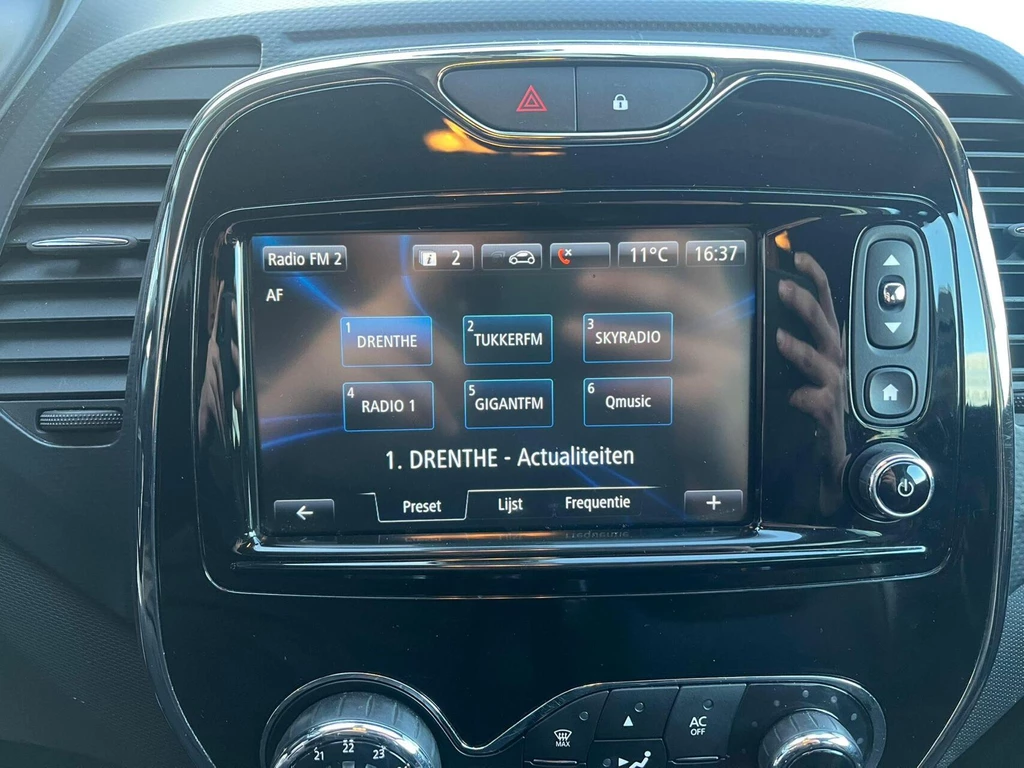 Radio FM 2
2
11°C
16:37
AF
1 DRENTHE
2 TUKKERFM
3 SKYRADIO
4 RADIO 1
5 GIGANTFM
6 Qmusic
1. DRENTHE - Actualiteiten
Preset
Lijst
Frequentie
+
21 22 23
MAX
AC
OFF